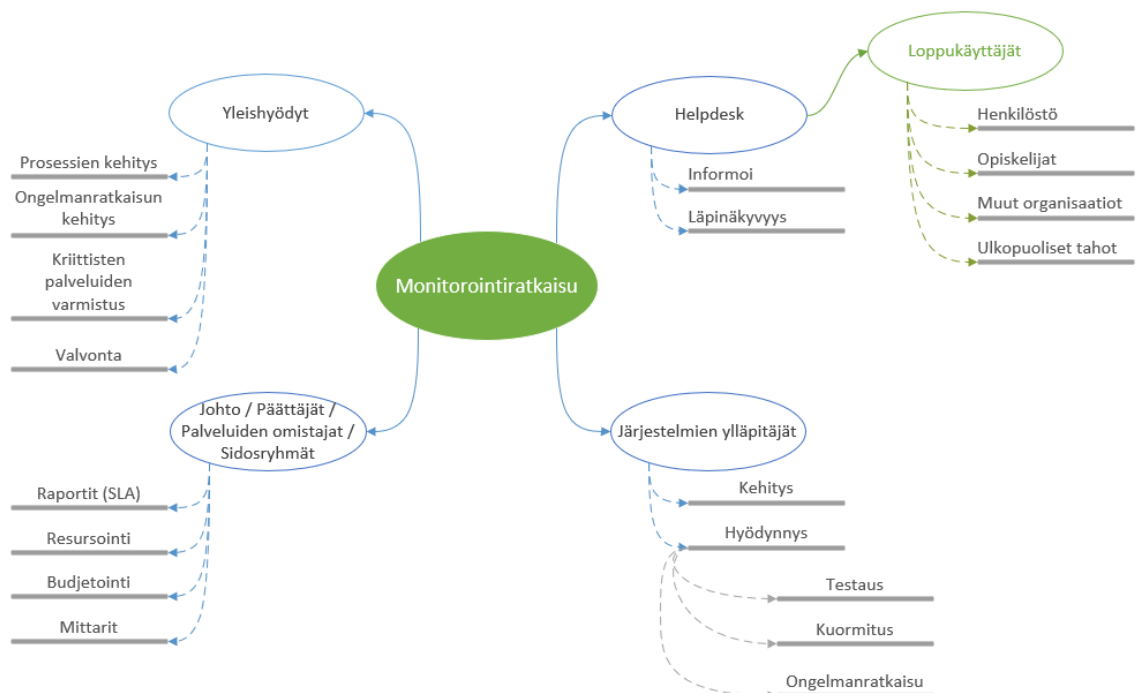 Loppukäyttäjät
Yleishyödyt
Helpdesk
Henkilöstö
Prosessien kehitys
Opiskelijat
Informoi
Ongelmanratkaisun
kehitys
Muut organisaatiot
Läpinäkyvyys
Ulkopuoliset tahot
Kriittisten
palveluiden
varmistus
Monitorointiratkaisu
Valvonta
Johto / Päättäjät /
Palveluiden omistajat /
Sidosryhmät
Järjestelmien ylläpitäjät
Raportit (SLA)
Kehitys
Resursointi
Hyödynnys
Budjetointi
Testaus
Mittarit
Kuormitus
Ongelmanratkaisu